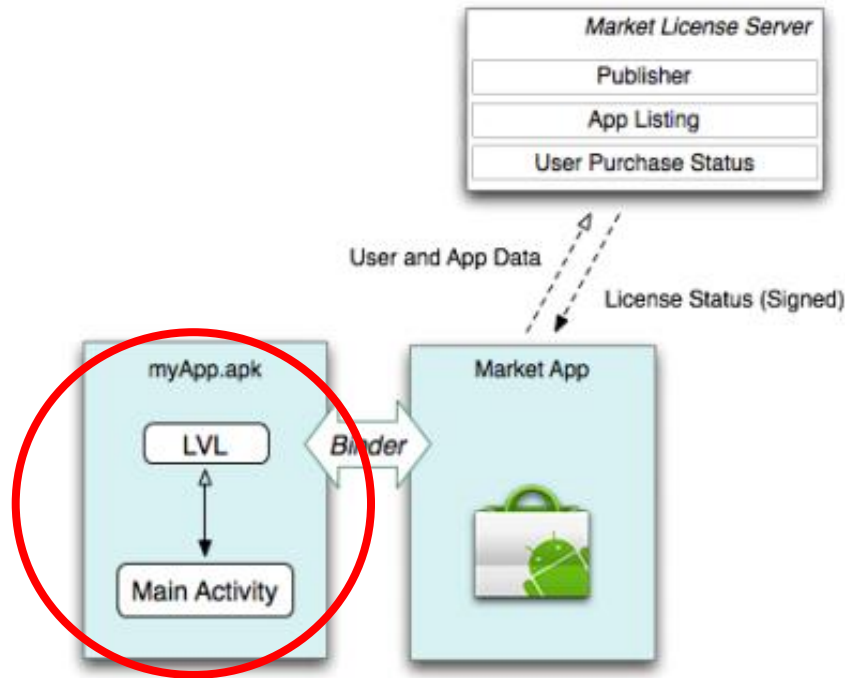 Market License Server
Publisher
App Listing
User Purchase Status
User and App Data
License Status (Signed)
myApp.apk
Market App
LVL
Binder
Main Activity